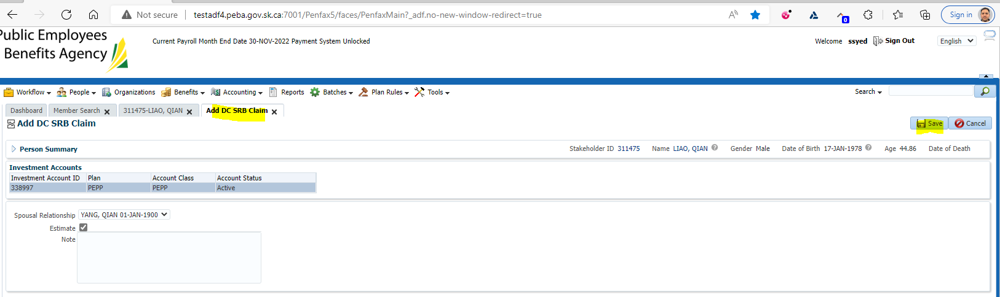 Not secure testadf4.peba.gov.sk.ca:7001/Penfax5/faces/PenfaxMain?_adf.no-new-window-redirect=true A 0 Sign in
Public Employees
Benefits Agency
Current Payroll Month End Date 30-NOV-2022 Payment System Unlocked
Welcome ssyed Sign Out English
Workflow People Organizations Benefits Accounting Reports Batches Plan Rules Tools Search
Dashboard Member Search 311475-LIAO, QIAN Add DC SRB Claim
Add DC SRB Claim Save Cancel
Person Summary Stakeholder ID 311475 Name LIAO, QIAN Gender Male Date of Birth 17-JAN-1978 Age 44.86 Date of Death
Investment Accounts
Investment Account ID Plan Account Class Account Status
338997 PEPP PEPP Active
Spousal Relationship YANG, QIAN 01-JAN-1900
Estimate
Note